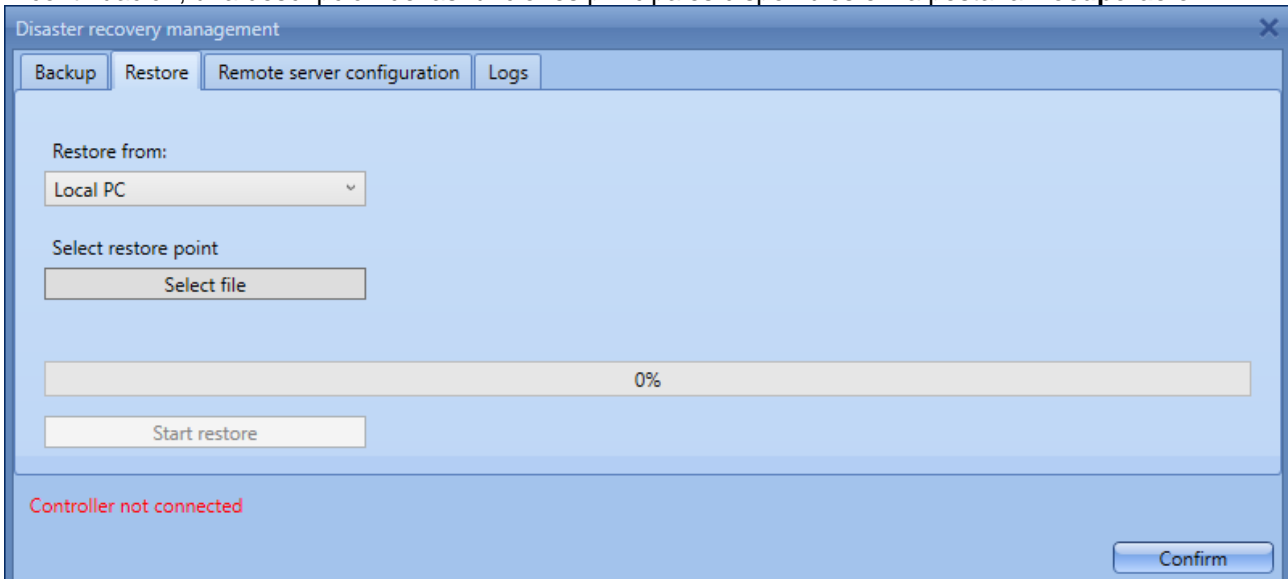 Disaster recovery management
Backup Restore Remote server configuration Logs
Restore from:
Local PC
Select restore point
Select file
0%
Start restore
Controller not connected
Confirm